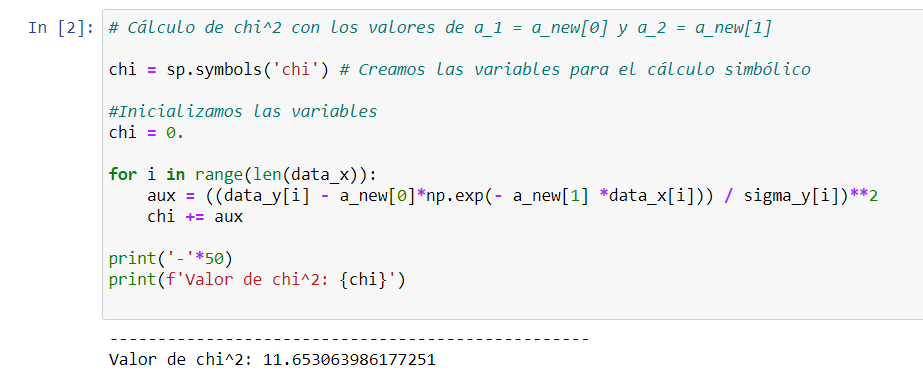 In [2]: # Cálculo de chi^2 con los valores de a_1 = a_new[0] y a_2 = a_new[1]
chi = sp.symbols('chi') # Creamos las variables para el cálculo simbólico
#Inicializamos las variables
chi = 0.
for i in range(len(data_x)):
    aux = ((data_y[i] - a_new[0]*np.exp(- a_new[1] *data_x[i])) / sigma_y[i])**2
    chi += aux
print('-'*50)
print(f'Valor de chi^2: {chi}')
--------------------------------------------------
Valor de chi^2: 11.653063986177251